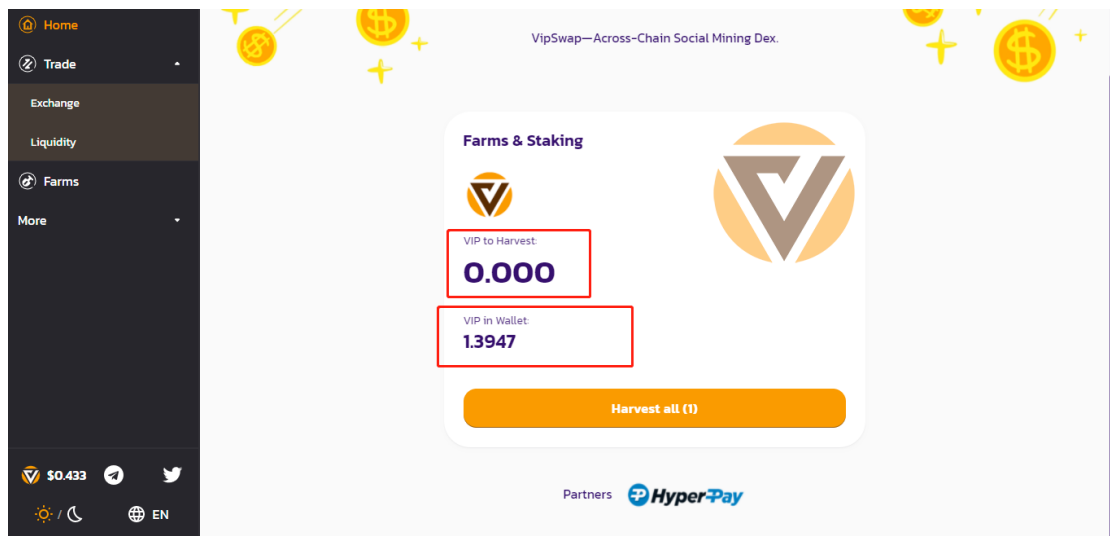 Home
Trade
Exchange
Liquidity
Farms
More
$0.433
/
EN
VipSwap—Across-Chain Social Mining Dex.
Farms & Staking
VIP to Harvest:
0.000
VIP in Wallet:
1.3947
Harvest all (1)
Partners HyperPay